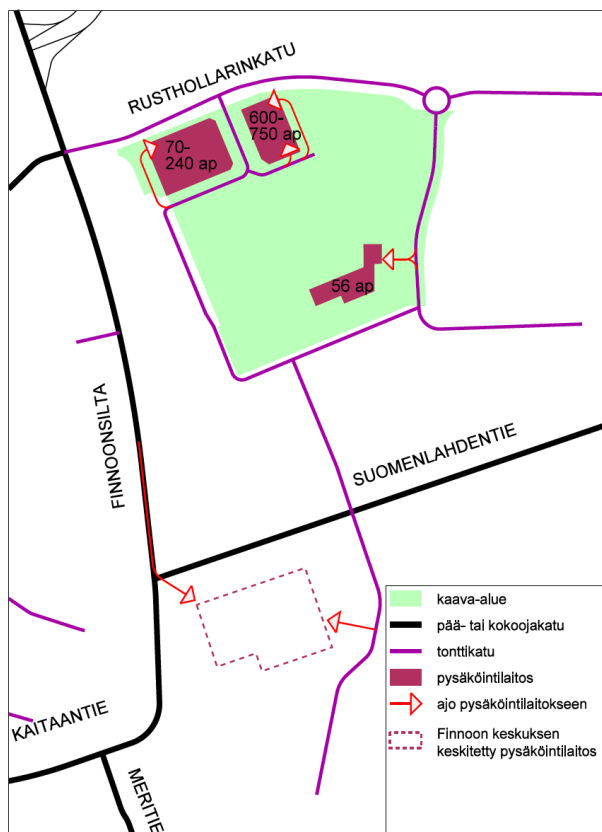 RUSTHOLLARINKATU
600-
750 ap
70-
240 ap
56 ap
FINNOONSILTA
SUOMENLAHDENTIE
KAITAANTIE
MERITIE
kaava-alue
pää- tai kokoojakatu
tonttikatu
pysäköintilaitos
ajo pysäköintilaitokseen
Finnoon keskuksen
keskitetty pysäköintilaitos